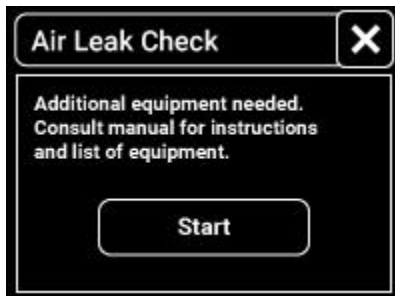 Air Leak Check
Additional equipment needed.
Consult manual for instructions
and list of equipment.
Start